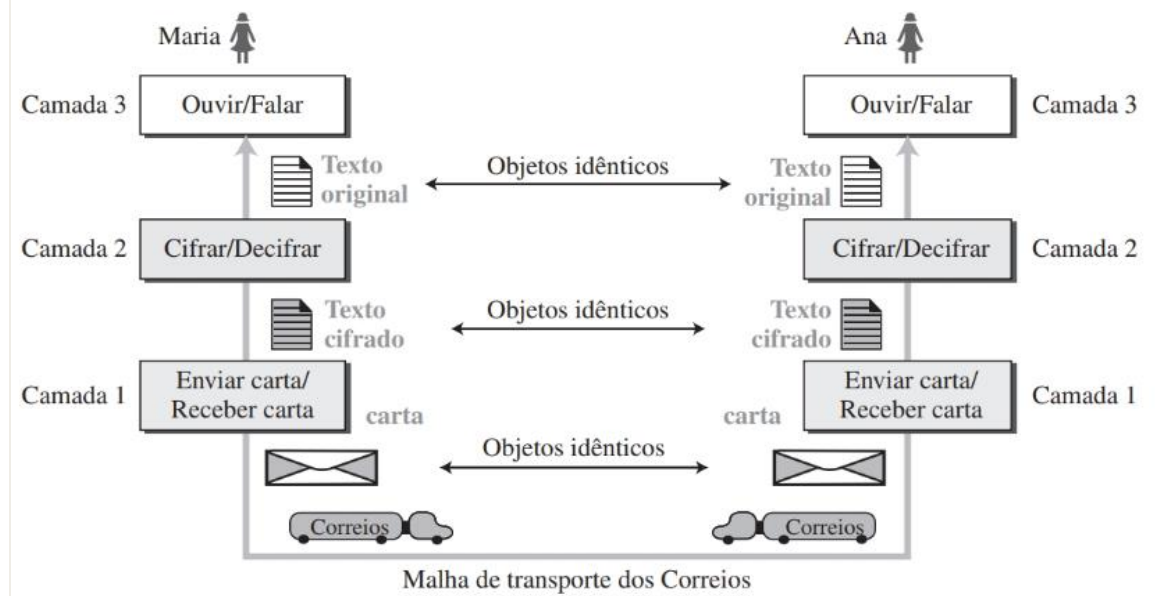 Maria
Ana
Camada 3
Ouvir/Falar
Ouvir/Falar
Camada 3
Texto
original
Objetos idênticos
Texto
original
Camada 2
Cifrar/Decifrar
Cifrar/Decifrar
Camada 2
Texto
cifrado
Objetos idênticos
Texto
cifrado
Camada 1
Enviar carta/
Receber carta
carta
carta
Enviar carta/
Receber carta
Camada 1
Objetos idênticos
Correios
Correios
Malha de transporte dos Correios